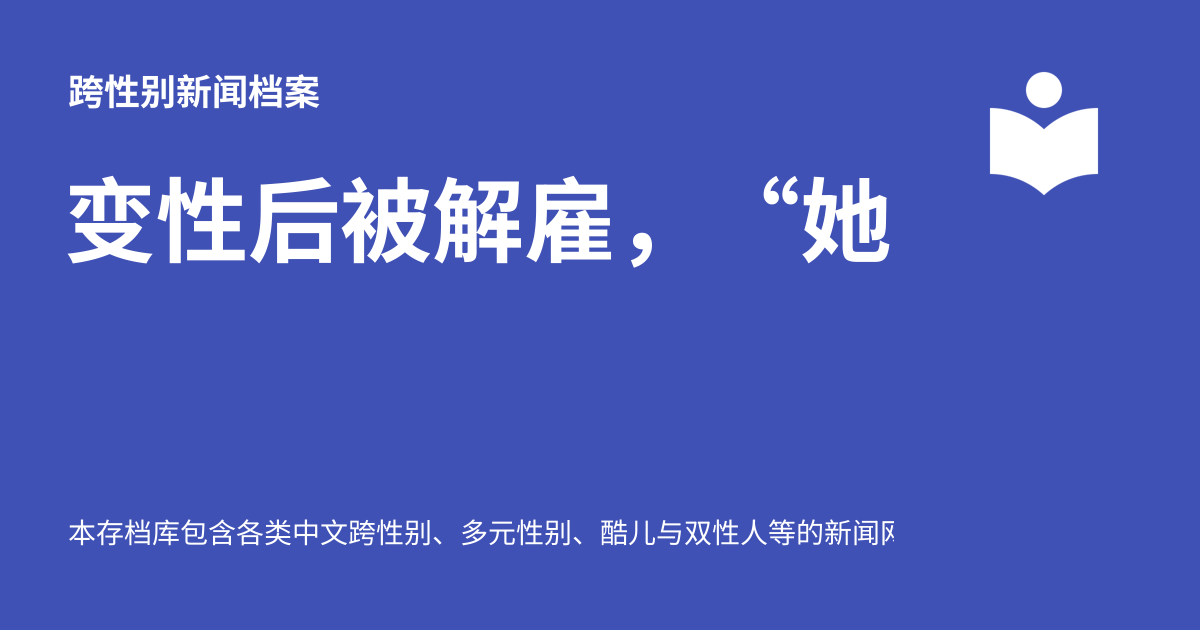 跨性别新闻档案
变性后被解雇，“她
本存档库包含各类中文跨性别、多元性别、酷儿与双性人等的新闻网